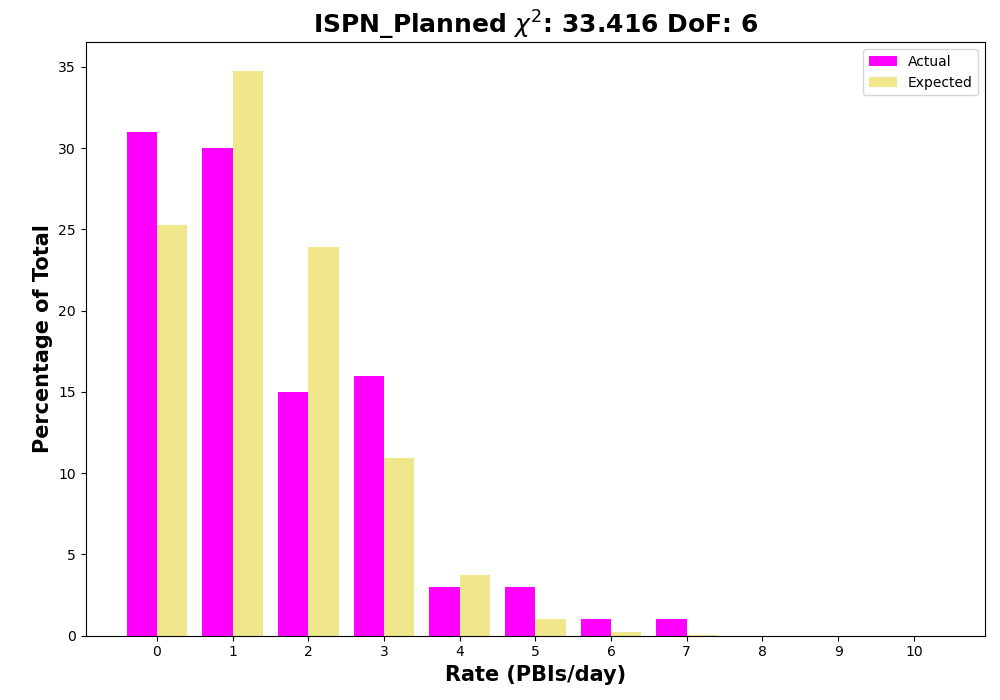 ISPN_Planned χ²: 33.416 DoF: 6
Actual
Expected
Percentage of Total
35
30
25
20
15
10
5
0
0 1 2 3 4 5 6 7 8 9 10
Rate (PBIs/day)